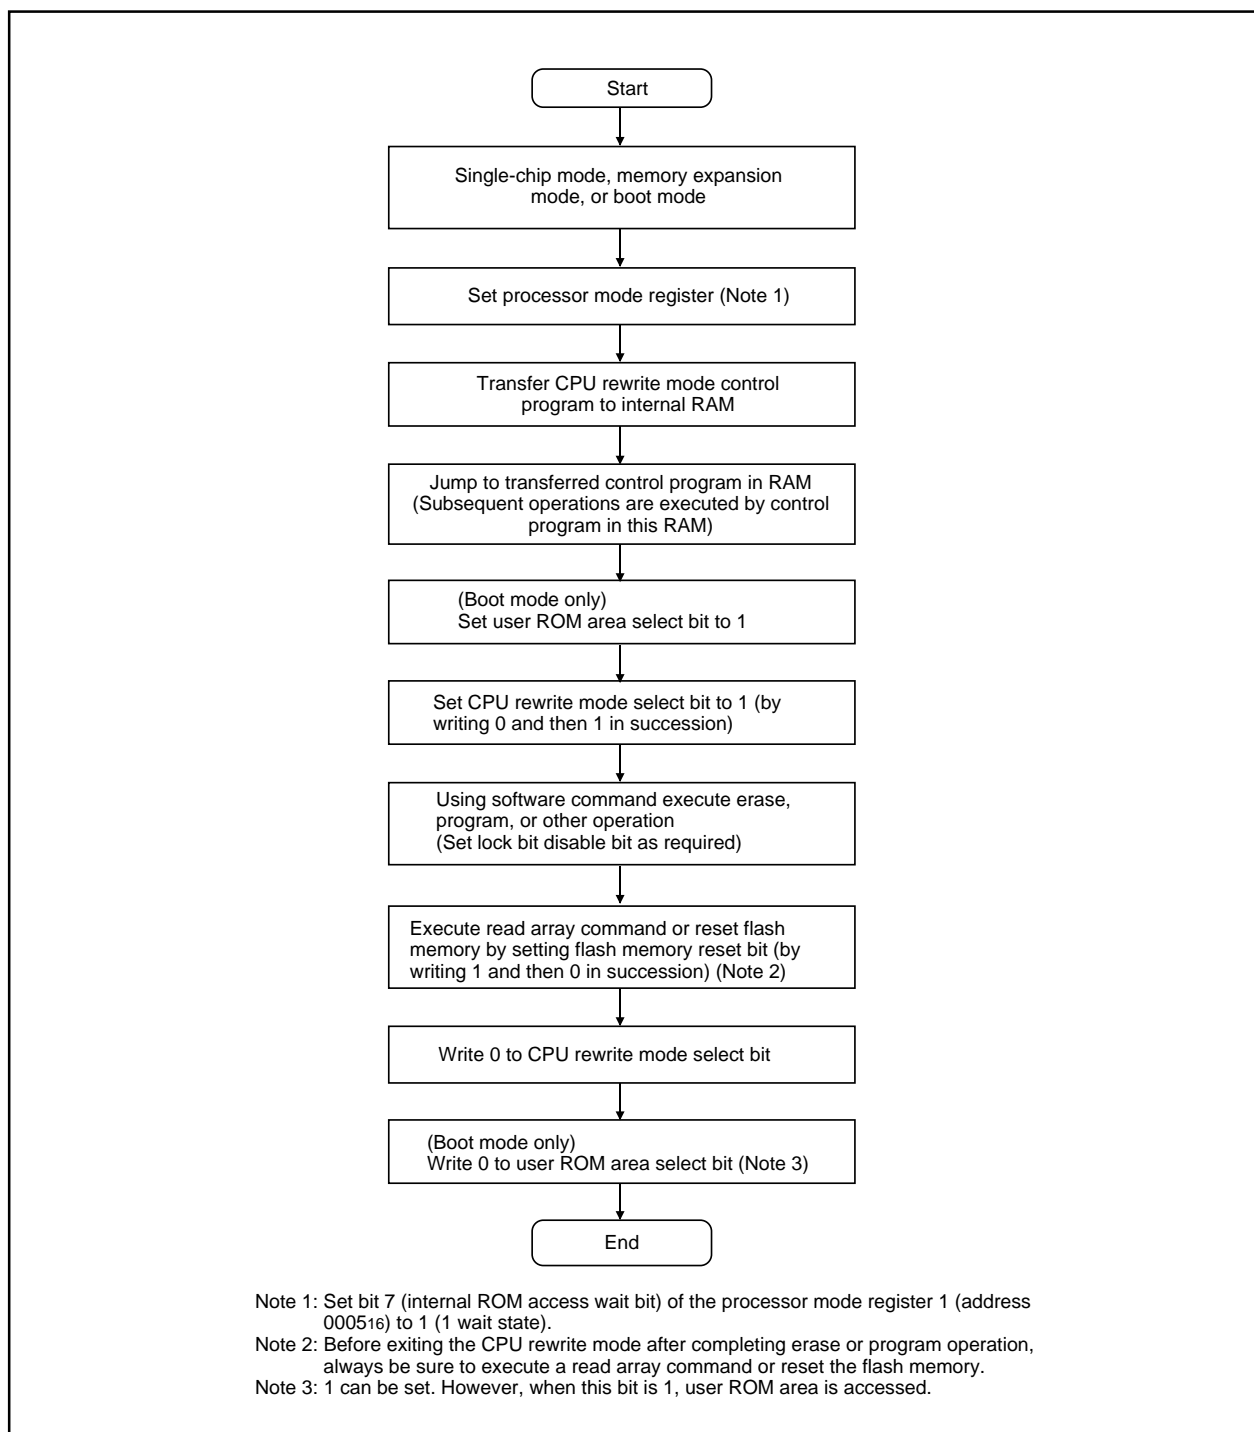 Start
Single-chip mode, memory expansion
mode, or boot mode
Set processor mode register (Note 1)
Transfer CPU rewrite mode control
program to internal RAM
Jump to transferred control program in RAM
(Subsequent operations are executed by control
program in this RAM)
(Boot mode only)
Set user ROM area select bit to 1
Set CPU rewrite mode select bit to 1 (by
writing 0 and then 1 in succession)
Using software command execute erase,
program, or other operation
(Set lock bit disable bit as required)
Execute read array command or reset flash
memory by setting flash memory reset bit (by
writing 1 and then 0 in succession) (Note 2)
Write 0 to CPU rewrite mode select bit
(Boot mode only)
Write 0 to user ROM area select bit (Note 3)
End
Note 1: Set bit 7 (internal ROM access wait bit) of the processor mode register 1 (address
000516) to 1 (1 wait state).
Note 2: Before exiting the CPU rewrite mode after completing erase or program operation,
always be sure to execute a read array command or reset the flash memory.
Note 3: 1 can be set. However, when this bit is 1, user ROM area is accessed.